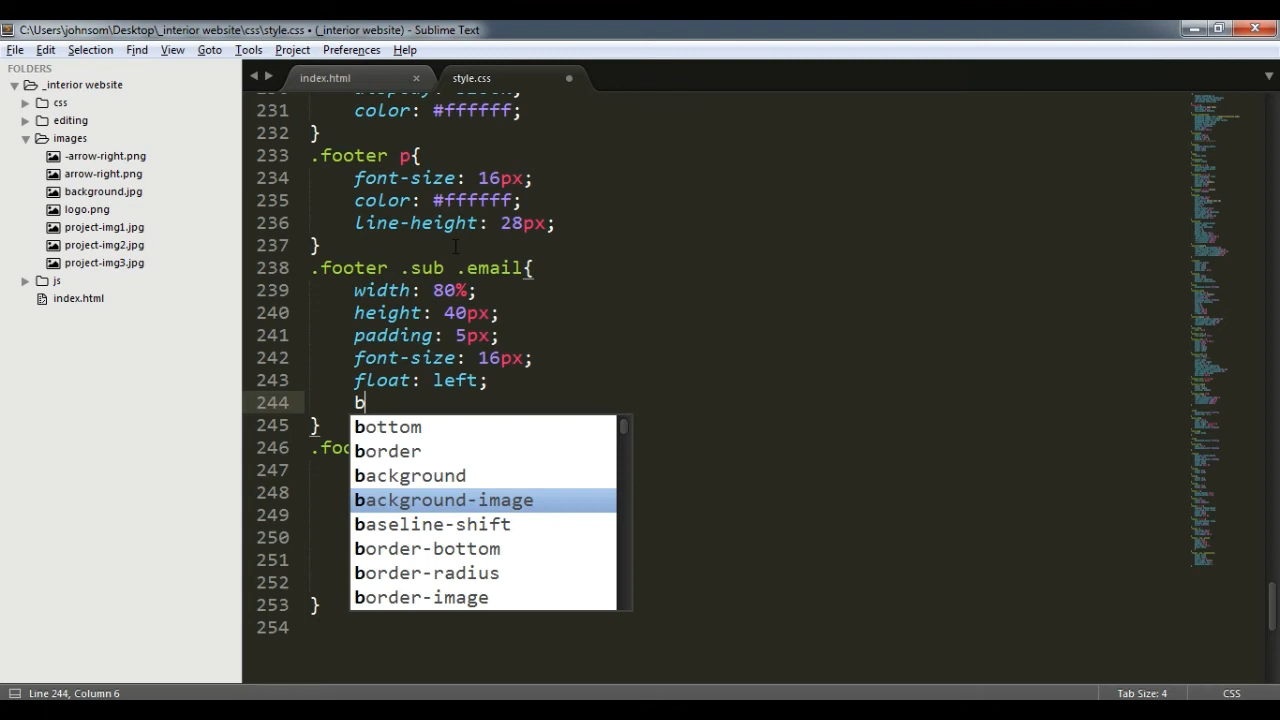 C:\Users\johnsom\Desktop\_interior website\css\style.css • (_interior website) - Sublime Text
File Edit Selection Find View Goto Tools Project Preferences Help
FOLDERS
_interior website
css
editing
images
-arrow-right.png
arrow-right.png
background.jpg
logo.png
project-img1.jpg
project-img2.jpg
project-img3.jpg
js
index.html
index.html × style.css
231 color: #ffffff;
232 }
233 .footer p{
234 font-size: 16px;
235 color: #ffffff;
236 line-height: 28px;
237 }
238 .footer .sub .email{
239 width: 80%;
240 height: 40px;
241 padding: 5px;
242 font-size: 16px;
243 float: left;
244 b
245 }
246 .foo
247
248
249
250
251
252
253 }
254
bottom
border
background
background-image
baseline-shift
border-bottom
border-radius
border-image
Line 244, Column 6 Tab Size: 4 CSS